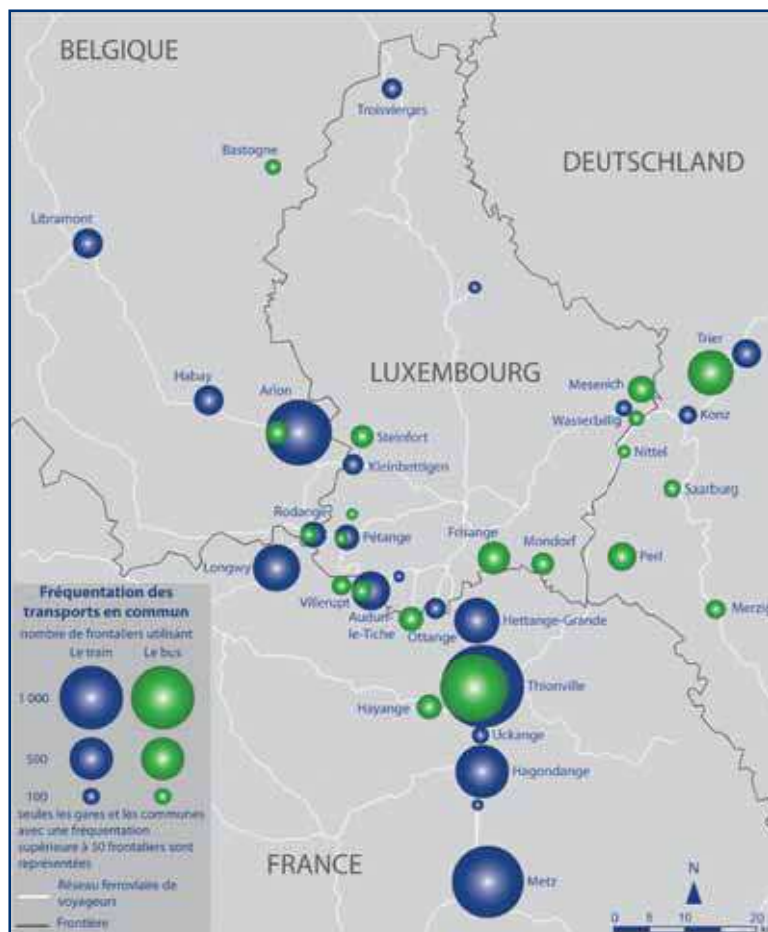 BELGIQUE
Troisvierges
Bastogne
DEUTSCHLAND
Libramont
Trier
LUXEMBOURG
Habay
Arlon
Mesenich
Wasserbillig
Konz
Steinfort
Nittel
Kleinbettingen
Saarburg
Rodange
Pétange
Frisange
Mondorf
Perl
Longwy
Villerupt
Audun-
le-Tiche
Ottange
Hettange-Grande
Merzig
Thionville
Hayange
Uckange
Hagondange
Metz
FRANCE
Fréquentation des
transports en commun
nombre de frontaliers utilisant
Le train
Le bus
1 000
500
100
seules les gares et les communes
avec une fréquentation
supérieure à 50 frontaliers sont
représentées
Réseau ferroviaire de
voyageurs
Frontière
N
0 5 10 20